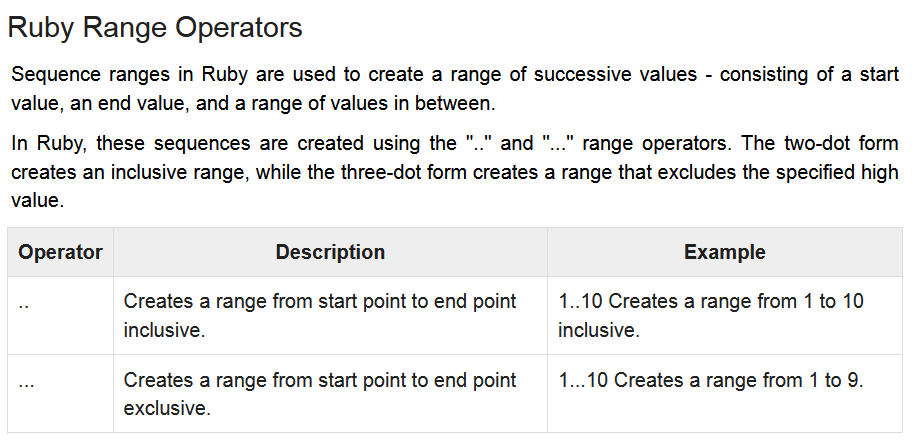 Ruby Range Operators
Sequence ranges in Ruby are used to create a range of successive values - consisting of a start
value, an end value, and a range of values in between.
In Ruby, these sequences are created using the ".." and "..." range operators. The two-dot form
creates an inclusive range, while the three-dot form creates a range that excludes the specified high
value.
Operator Description Example
.. Creates a range from start point to end point 1..10 Creates a range from 1 to 10
inclusive. inclusive.
... Creates a range from start point to end point 1...10 Creates a range from 1 to 9.
exclusive.